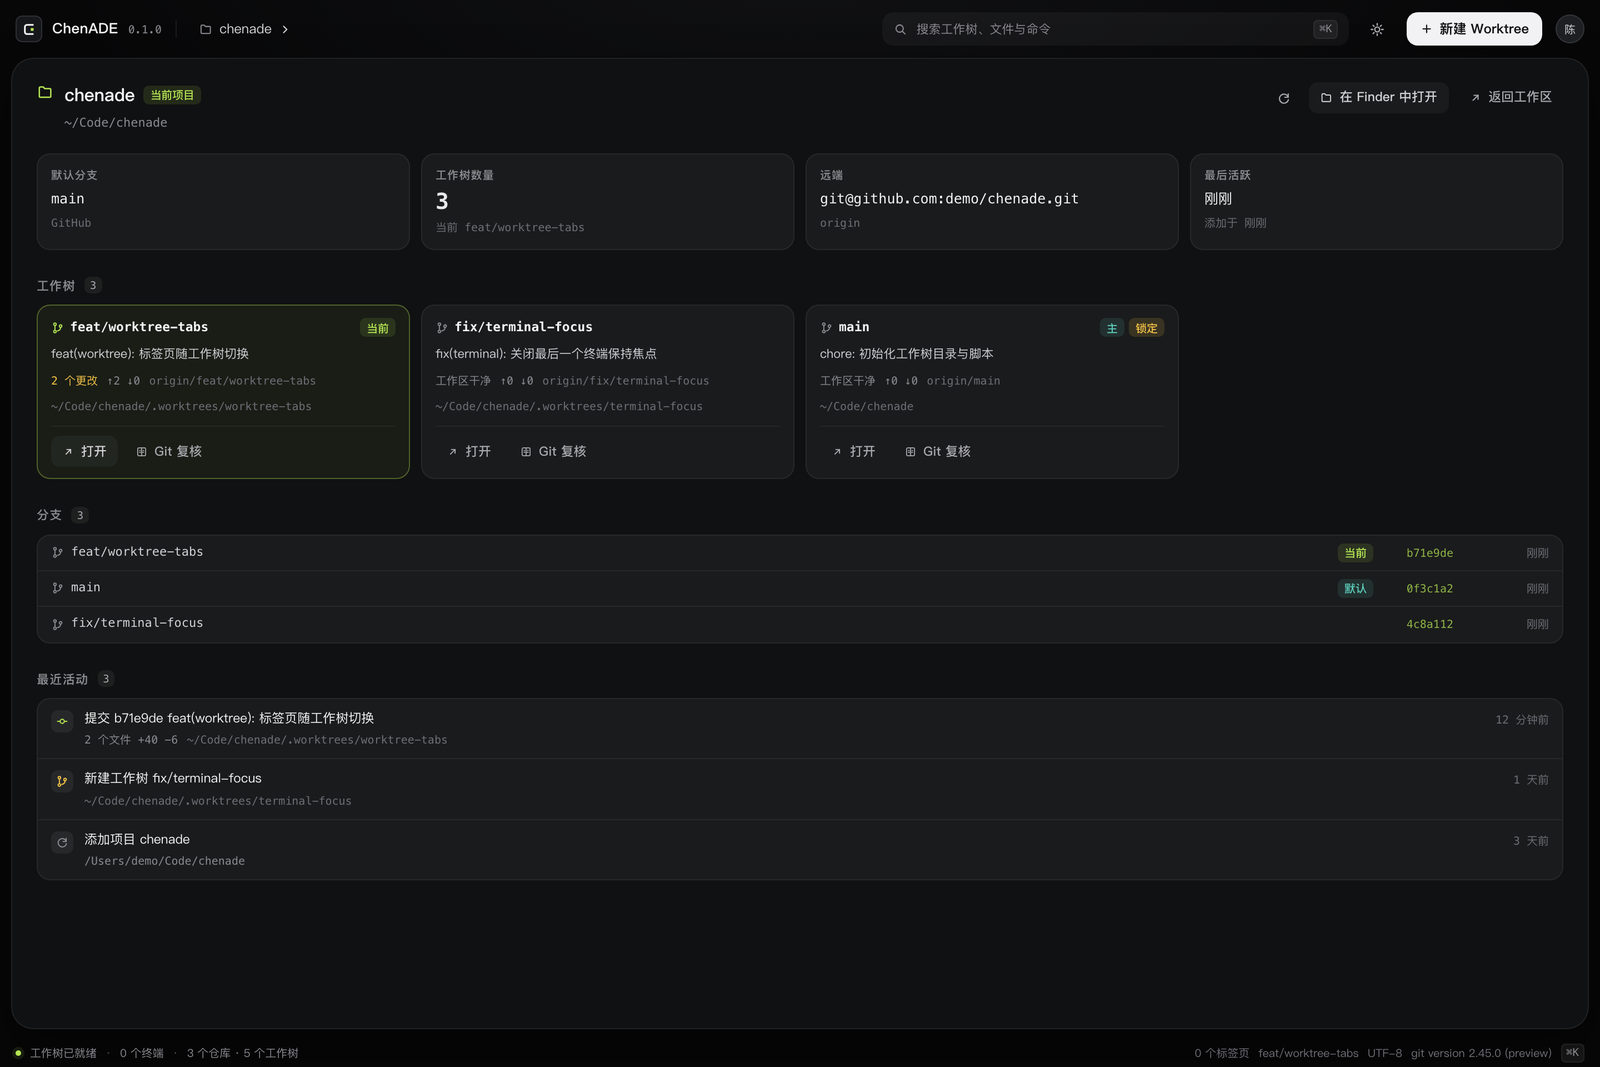 ChenADE 0.1.0 chenade
搜索工作树、文件与命令 ⌘K
+ 新建 Worktree
陈
chenade 当前项目
~/Code/chenade
在 Finder 中打开
返回工作区
默认分支
main
GitHub
工作树数量
3
当前 feat/worktree-tabs
远端
git@github.com:demo/chenade.git
origin
最后活跃
刚刚
添加于 刚刚
工作树 3
feat/worktree-tabs 当前
feat(worktree): 标签页随工作树切换
2 个更改 ↑2 ↓0 origin/feat/worktree-tabs
~/Code/chenade/.worktrees/worktree-tabs
打开 Git 复核
fix/terminal-focus
fix(terminal): 关闭最后一个终端保持焦点
工作区干净 ↑0 ↓0 origin/fix/terminal-focus
~/Code/chenade/.worktrees/terminal-focus
打开 Git 复核
main 主 锁定
chore: 初始化工作树目录与脚本
工作区干净 ↑0 ↓0 origin/main
~/Code/chenade
打开 Git 复核
分支 3
feat/worktree-tabs 当前 b71e9de 刚刚
main 默认 0f3c1a2 刚刚
fix/terminal-focus 4c8a112 刚刚
最近活动 3
提交 b71e9de feat(worktree): 标签页随工作树切换 12 分钟前
2 个文件 +40 -6 ~/Code/chenade/.worktrees/worktree-tabs
新建工作树 fix/terminal-focus 1 天前
~/Code/chenade/.worktrees/terminal-focus
添加项目 chenade 3 天前
/Users/demo/Code/chenade
工作树已就绪 · 0 个终端 · 3 个仓库 · 5 个工作树
0 个标签页 feat/worktree-tabs UTF-8 git version 2.45.0 (preview) ⌘K